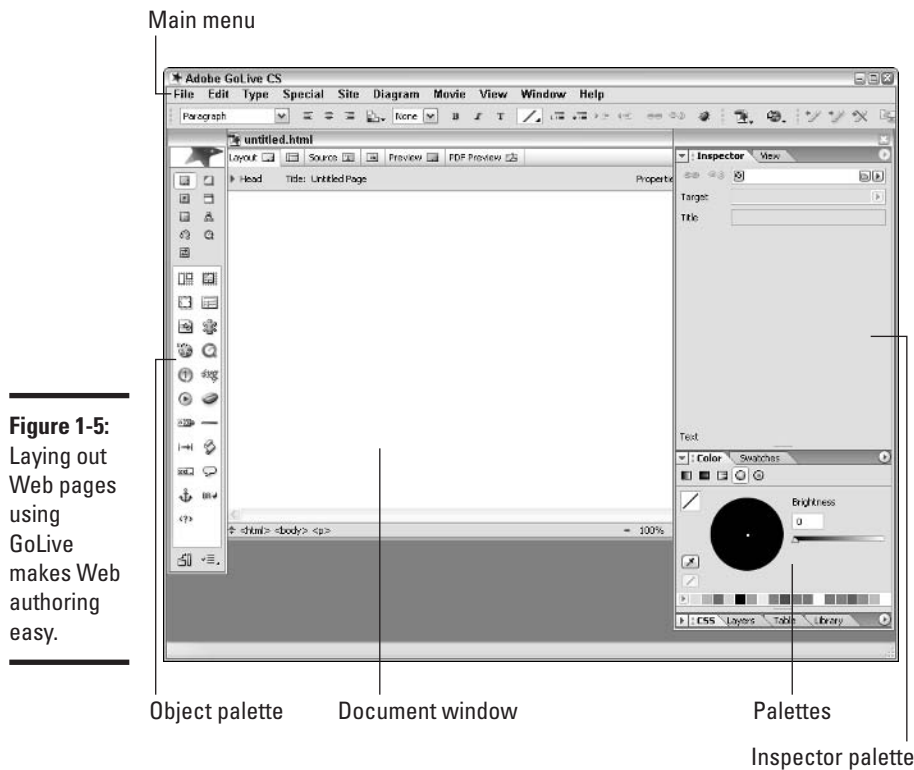 Main menu
Adobe GoLive CS
File Edit Type Special Site Diagram Movie View Window Help
Paragraph None B I T
untitled.html
Layout Source Preview PDF Preview
Head Title: Untitled Page Properti
Inspector View
Target
Title
Text
Color Swatches
Brightness
0
<html> <body> <p> 100%
CSS Layers Table Library
Figure 1-5:
Laying out
Web pages
using
GoLive
makes Web
authoring
easy.
Object palette Document window Palettes
Inspector palette